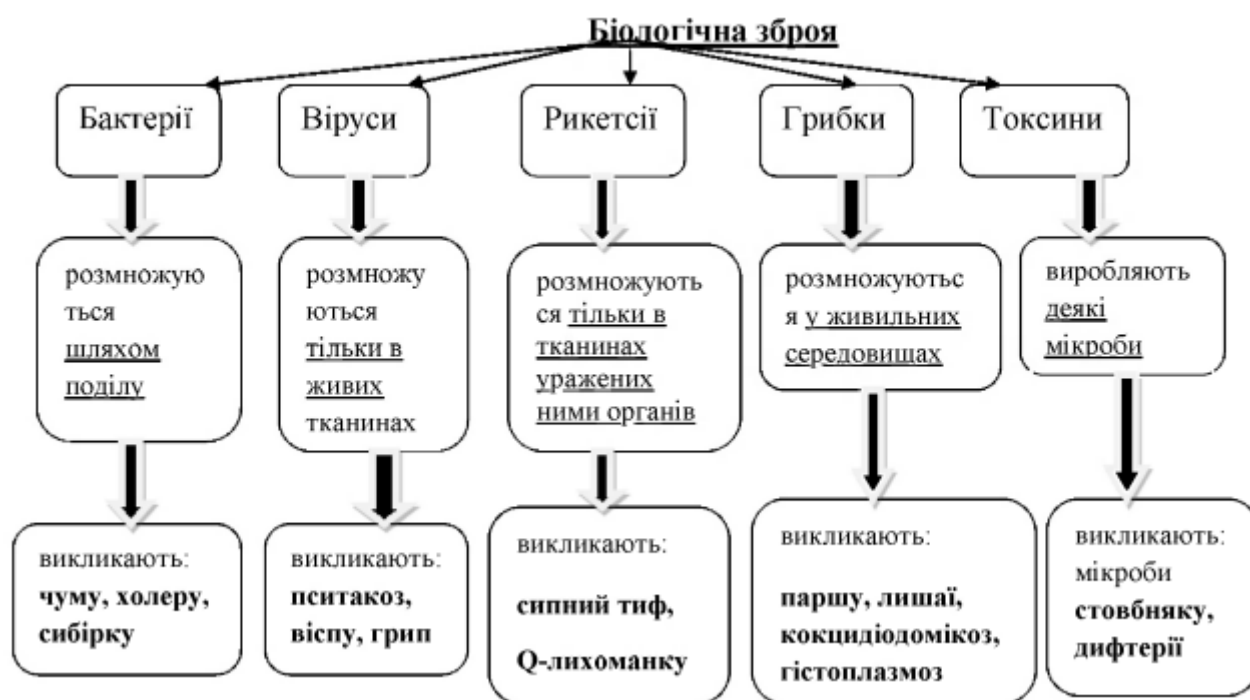 Біологічна зброя
Бактерії
Віруси
Рикетсії
Грибки
Токсини
розмножую
ться
шляхом
поділу
розмножу
ються
тільки в
живих
тканинах
розмножують
ся тільки в
тканинах
уражених
ними органів
розмножуютьс
я у живильних
середовищах
виробляють
деякі
мікроби
викликають:
чуму, холеру,
сибірку
викликають:
пситакоз,
віспу, грип
викликають:
сипний тиф,
Q-лихоманку
викликають:
паршу, лишаї,
кокцидіодомікоз,
гістоплазмоз
викликають:
мікроби
стовбняку,
дифтерії